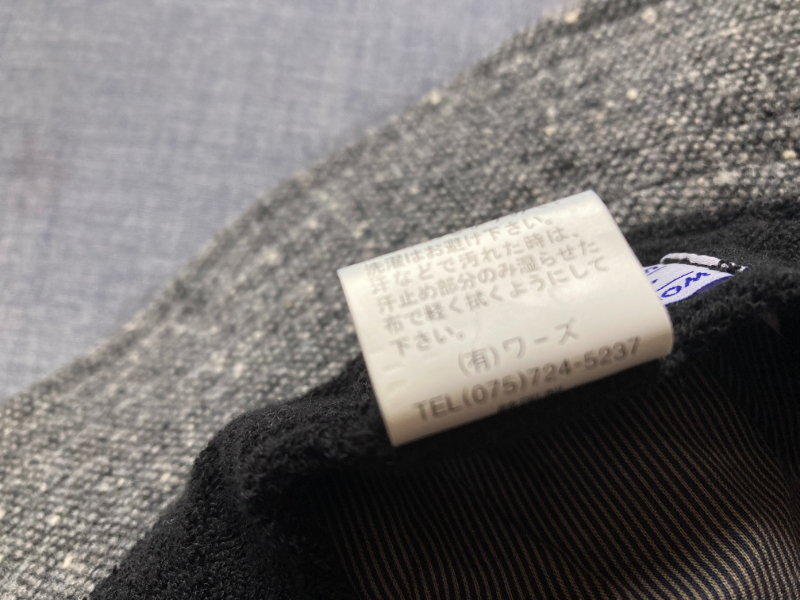 洗濯はお避け下さい。
汗などで汚れた時は、
汗の部分のみ湿らせた
布で軽く拭くようにして
下さい。
(有)ワーズ
TEL(075)724-5237